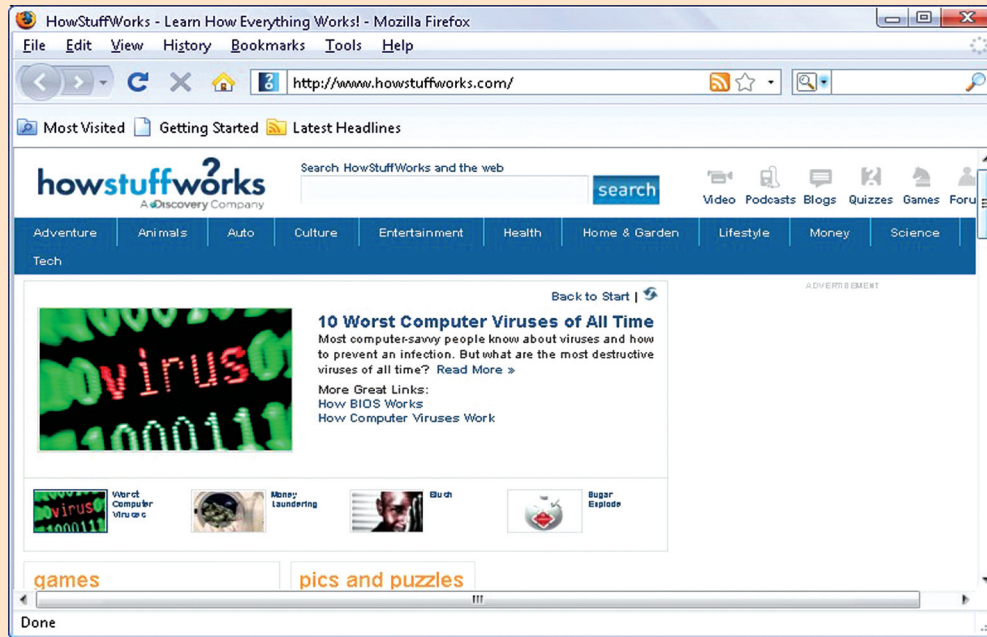 HowStuffWorks - Learn How Everything Works! - Mozilla Firefox
File Edit View History Bookmarks Tools Help
http://www.howstuffworks.com/
Most Visited Getting Started Latest Headlines
howstuffworks
A Discovery Company
Search HowStuffWorks and the web
search
Video Podcasts Blogs Quizzes Games Foru
Adventure Animals Auto Culture Entertainment Health Home & Garden Lifestyle Money Science
Tech
ADVERTISEMENT
Back to Start |
10 Worst Computer Viruses of All Time
Most computer-savvy people know about viruses and how
to prevent an infection. But what are the most destructive
viruses of all time? Read More »
More Great Links:
How BIOS Works
How Computer Viruses Work
virus
1000111
Worst
Computer
Viruses
Money
Laundering
Blush
Sugar
Explode
games
pics and puzzles
Done